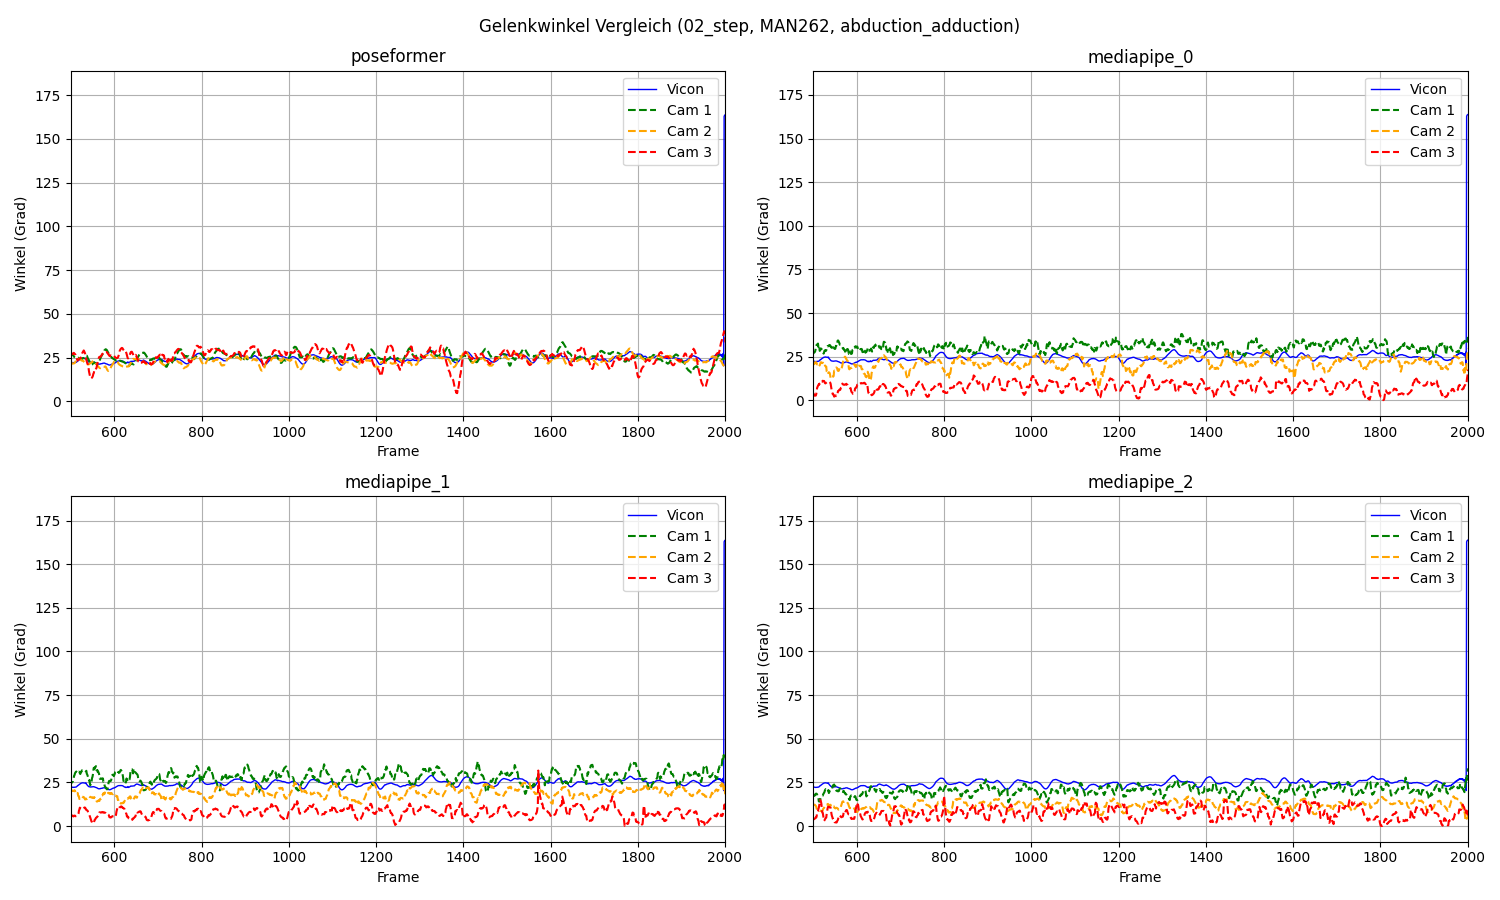 Gelenkwinkel Vergleich (02_step, MAN262, abduction_adduction)
poseformer
Winkel (Grad)
175
150
125
100
75
50
25
0
Vicon
Cam 1
Cam 2
Cam 3
600 800 1000 1200 1400 1600 1800 2000
Frame
mediapipe_0
Winkel (Grad)
175
150
125
100
75
50
25
0
Vicon
Cam 1
Cam 2
Cam 3
600 800 1000 1200 1400 1600 1800 2000
Frame
mediapipe_1
Winkel (Grad)
175
150
125
100
75
50
25
0
Vicon
Cam 1
Cam 2
Cam 3
600 800 1000 1200 1400 1600 1800 2000
Frame
mediapipe_2
Winkel (Grad)
175
150
125
100
75
50
25
0
Vicon
Cam 1
Cam 2
Cam 3
600 800 1000 1200 1400 1600 1800 2000
Frame